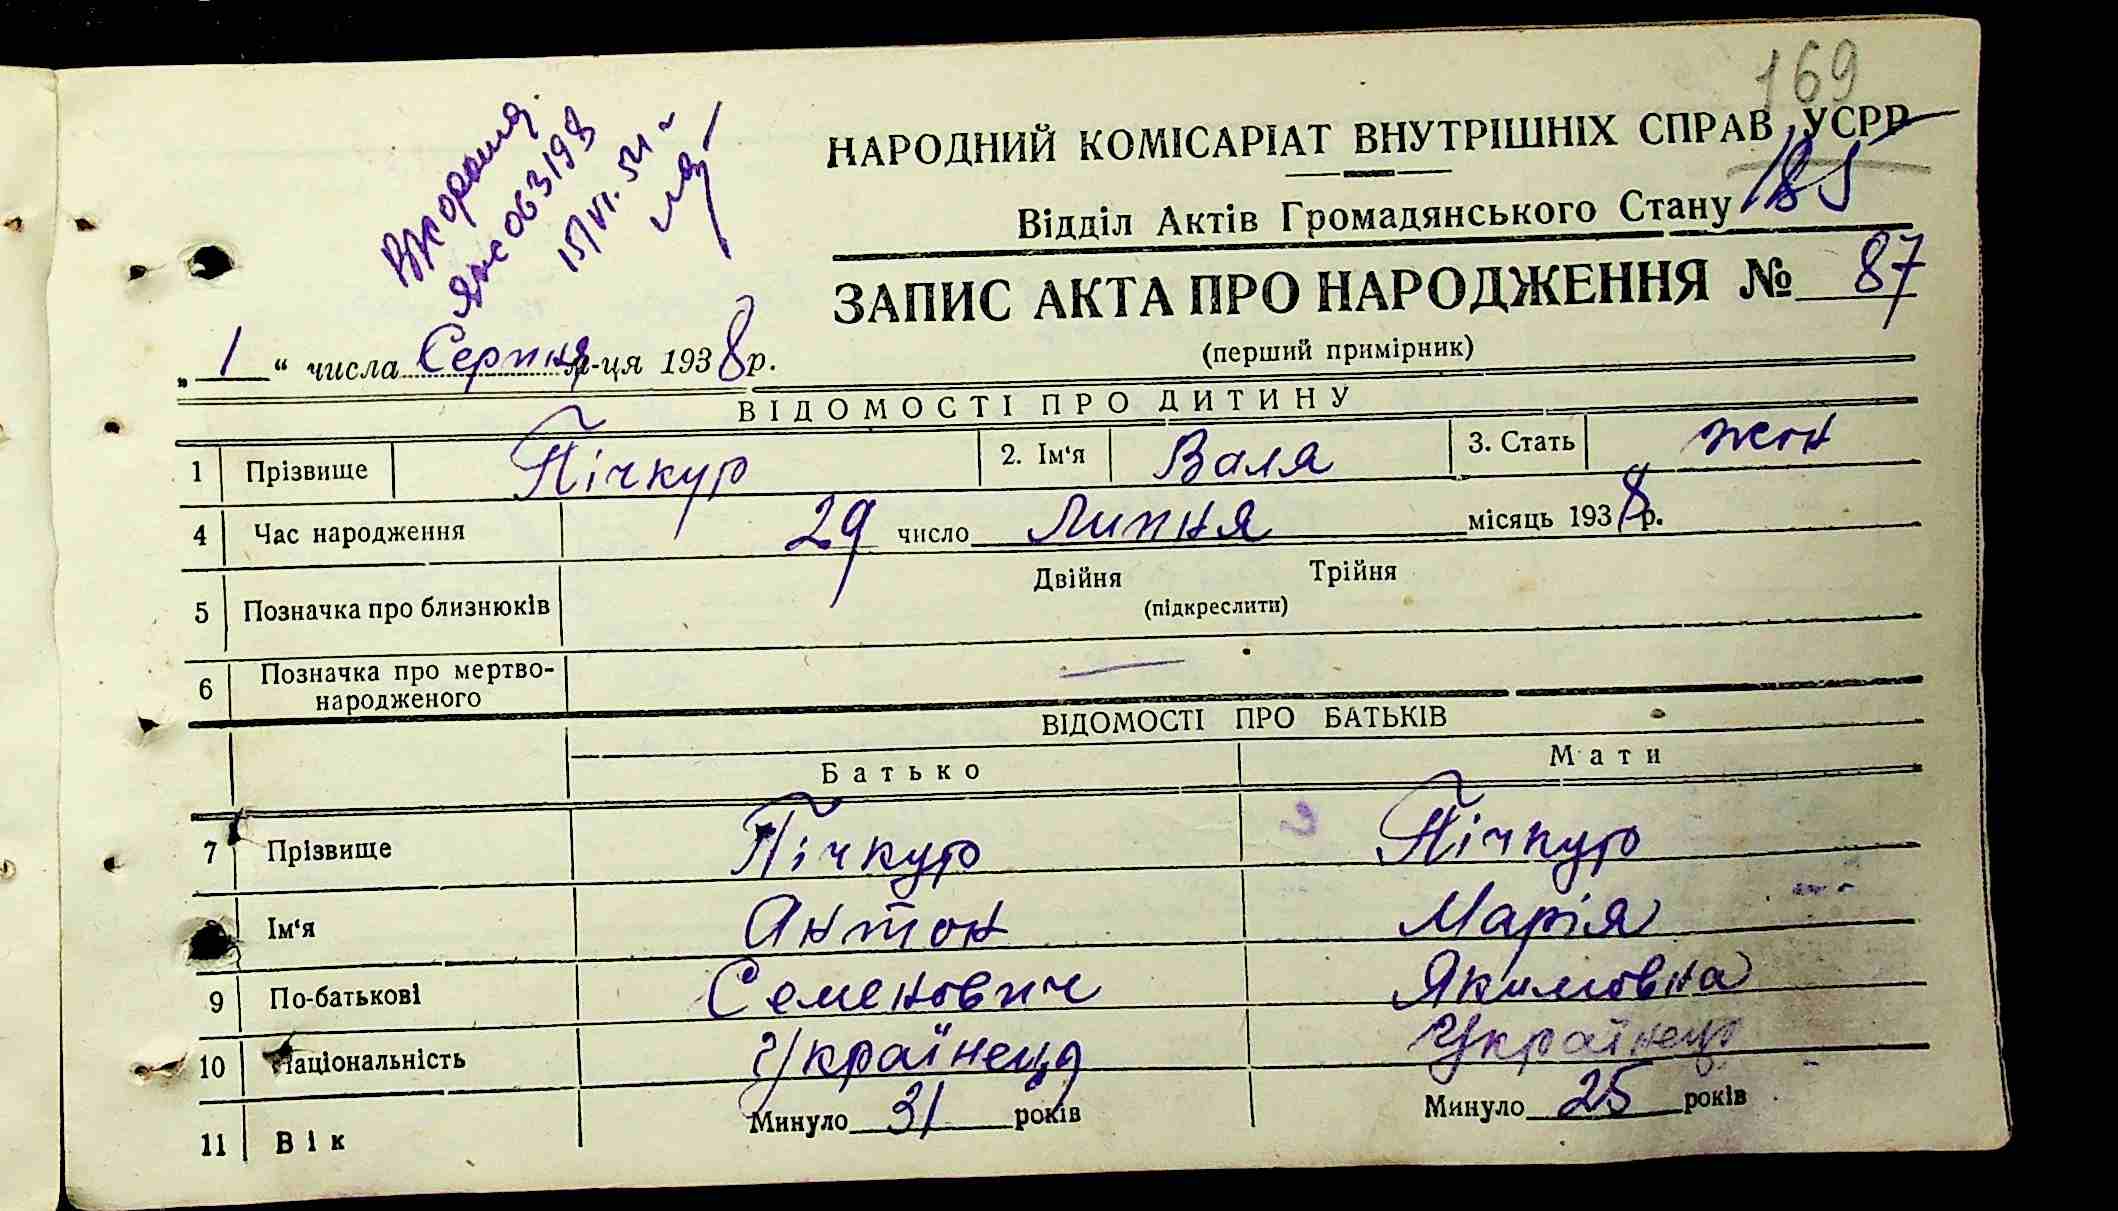 169
НАРОДНИЙ КОМІСАРІАТ ВНУТРІШНІХ СПРАВ УСРР
185
Відділ Актів Громадянського Стану
ЗАПИС АКТА ПРО НАРОДЖЕННЯ № 87
(перший примірник)
063198
15/VI. 54
„ 1 “ числа Серпня м-ця 1938 р.
ВІДОМОСТІ ПРО ДИТИНУ
1 Прізвище Пічкур 2. Ім'я Валя 3. Стать жен
4 Час народження 29 число Липня місяць 1938 р.
5 Позначка про близнюків Двійня Трійня
(підкреслити)
6 Позначка про мертво-
народженого —
ВІДОМОСТІ ПРО БАТЬКІВ
Батько Мати
7 Прізвище Пічкур Пічкур
Ім'я Антон Марія
9 По-батькові Семенович Якимовна
10 Національність Українець Українець
11 Вік Минуло 31 років Минуло 25 років